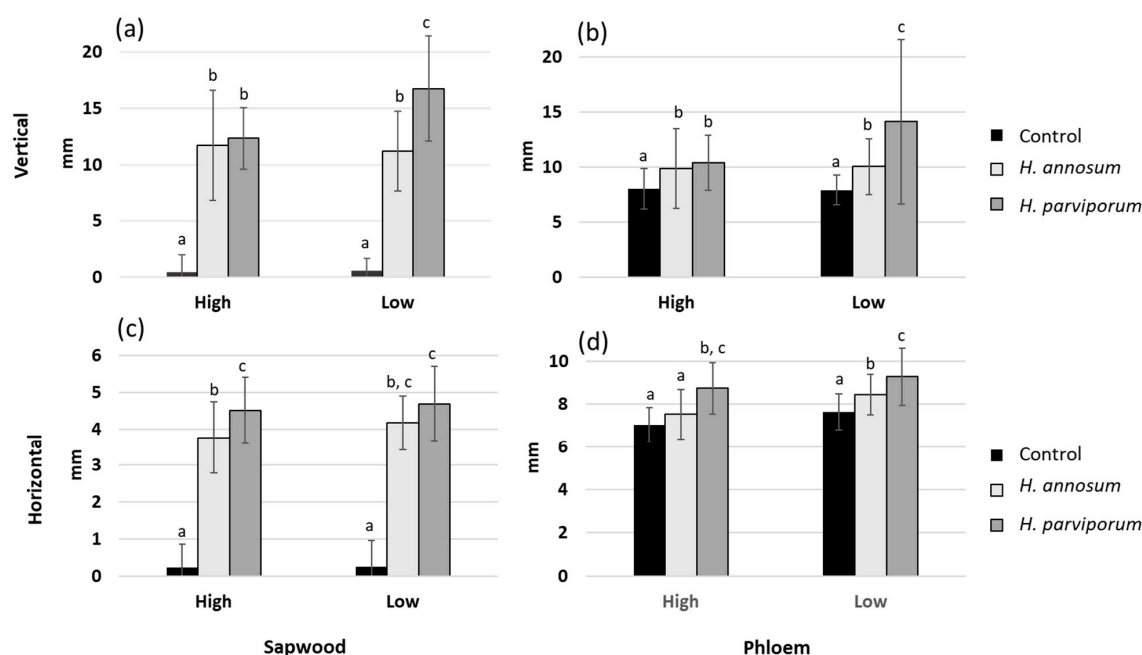 (a)
Vertical
mm
20
15
10
5
0
a
b
b
a
b
c
High
Low
(b)
mm
20
15
10
5
0
a
b
b
a
b
c
High
Low
Control
H. annosum
H. parviporum
(c)
Horizontal
mm
6
5
4
3
2
1
0
a
b
c
a
b, c
c
High
Low
Sapwood
(d)
mm
10
8
6
4
2
0
a
a
b, c
a
b
c
High
Low
Phloem
Control
H. annosum
H. parviporum